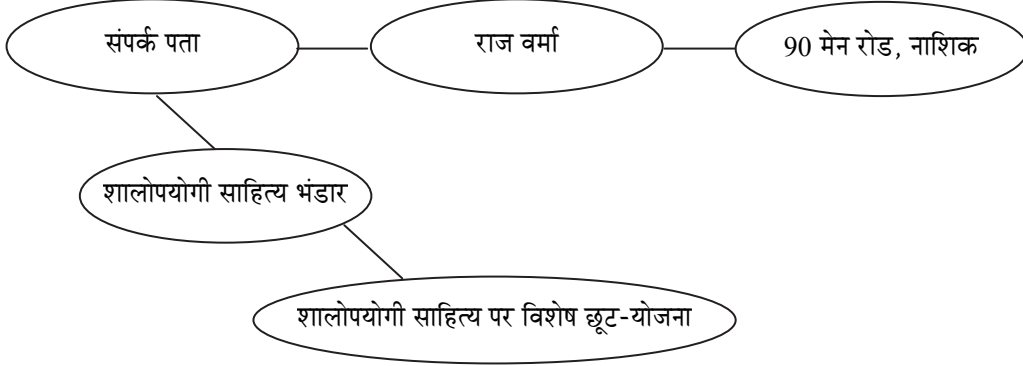 संपर्क पता
राज वर्मा
90 मेन रोड, नाशिक
शालोपयोगी साहित्य भंडार
शालोपयोगी साहित्य पर विशेष छूट-योजना